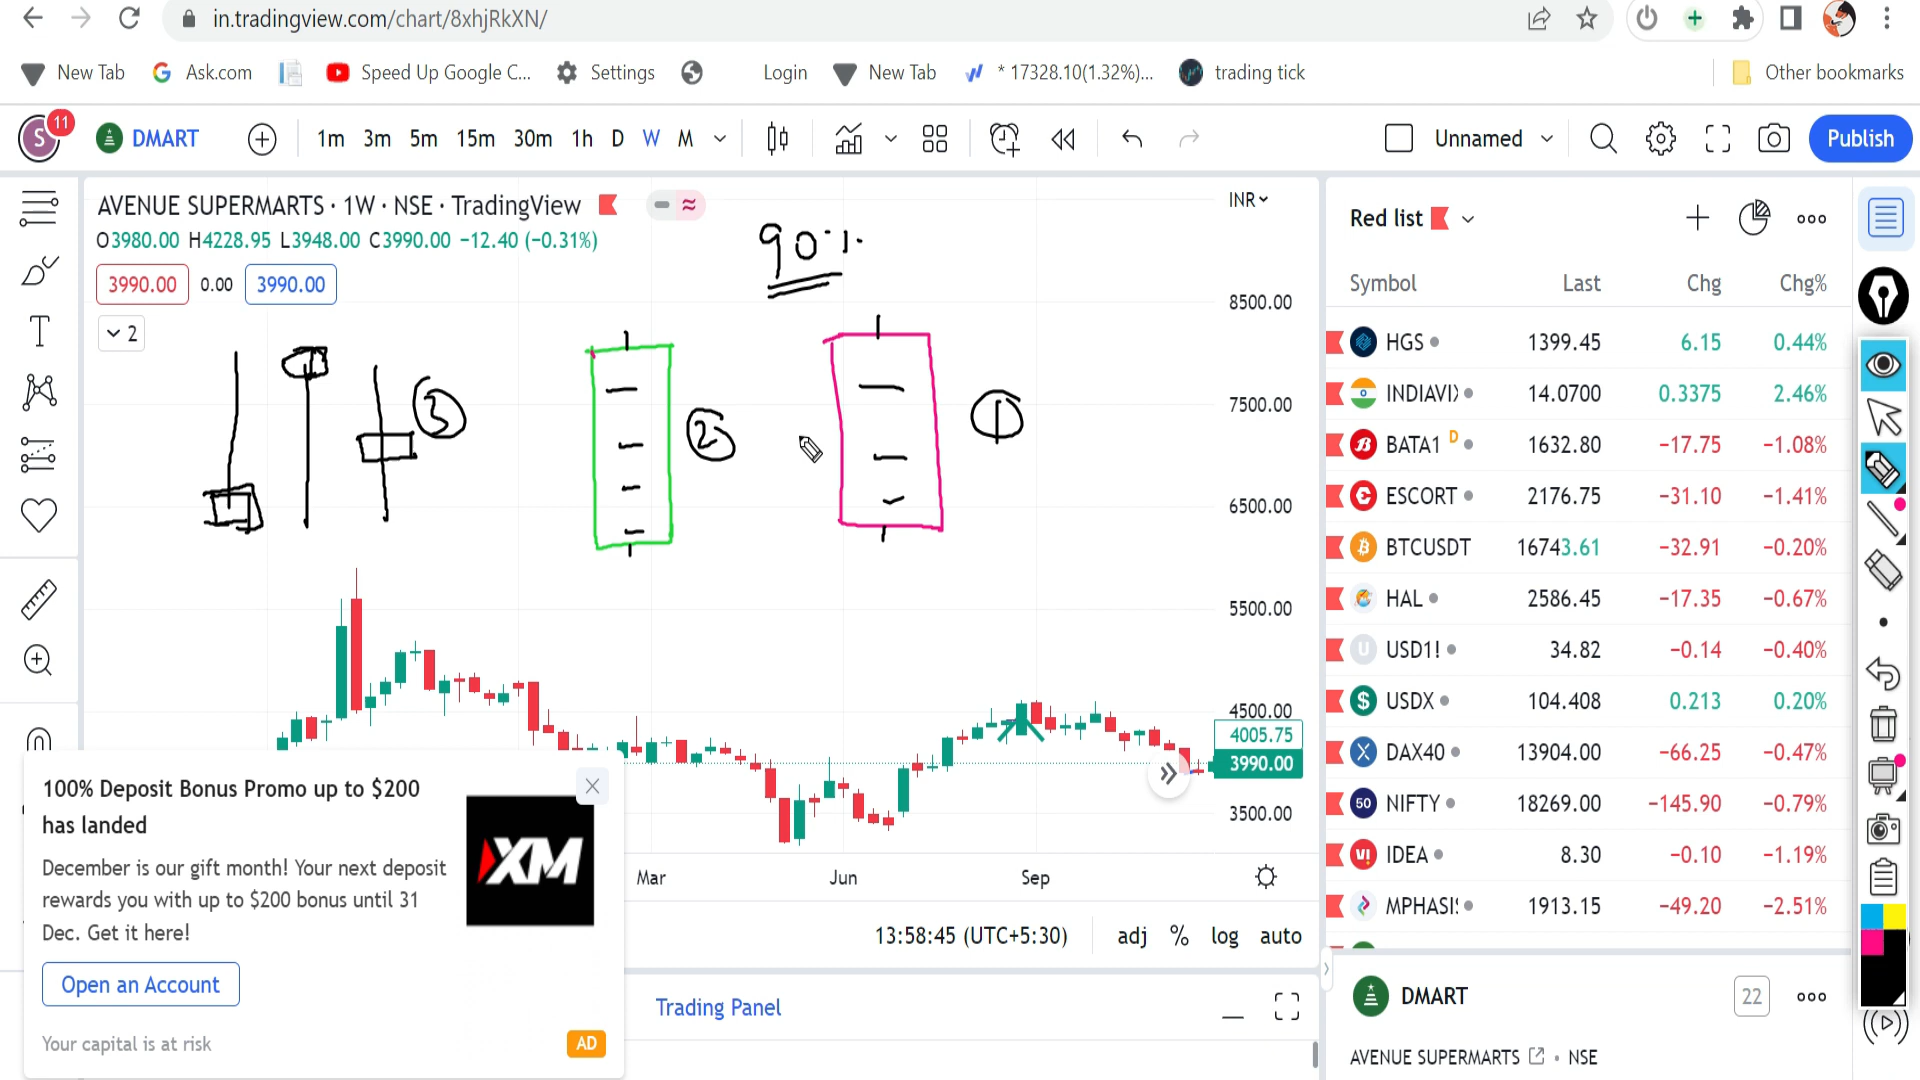 in.tradingview.com/chart/8xhjRkXN/
New Tab
Ask.com
Speed Up Google C...
Settings
Login
New Tab
* 17328.10(1.32%)...
trading tick
Other bookmarks
S 11
DMART
1m 3m 5m 15m 30m 1h D W M
Unnamed
Publish
AVENUE SUPERMARTS · 1W · NSE · TradingView
O3980.00 H4228.95 L3948.00 C3990.00 −12.40 (−0.31%)
3990.00 0.00 3990.00
2
90%
3
2
1
INR
8500.00
7500.00
6500.00
5500.00
4500.00
4005.75
3990.00
3500.00
Mar Jun Sep
13:58:45 (UTC+5:30) adj % log auto
Trading Panel
100% Deposit Bonus Promo up to $200
has landed
December is our gift month! Your next deposit
rewards you with up to $200 bonus until 31
Dec. Get it here!
XM
Open an Account
Your capital is at risk
AD
Red list
Symbol Last Chg Chg%
HGS 1399.45 6.15 0.44%
INDIAVIX 14.0700 0.3375 2.46%
BATA1 D 1632.80 −17.75 −1.08%
ESCORT 2176.75 −31.10 −1.41%
BTCUSDT 16743.61 −32.91 −0.20%
HAL 2586.45 −17.35 −0.67%
U USD1! 34.82 −0.14 −0.40%
$ USDX 104.408 0.213 0.20%
X DAX40 13904.00 −66.25 −0.47%
50 NIFTY 18269.00 −145.90 −0.79%
VI IDEA 8.30 −0.10 −1.19%
MPHASIS 1913.15 −49.20 −2.51%
DMART
22
AVENUE SUPERMARTS • NSE